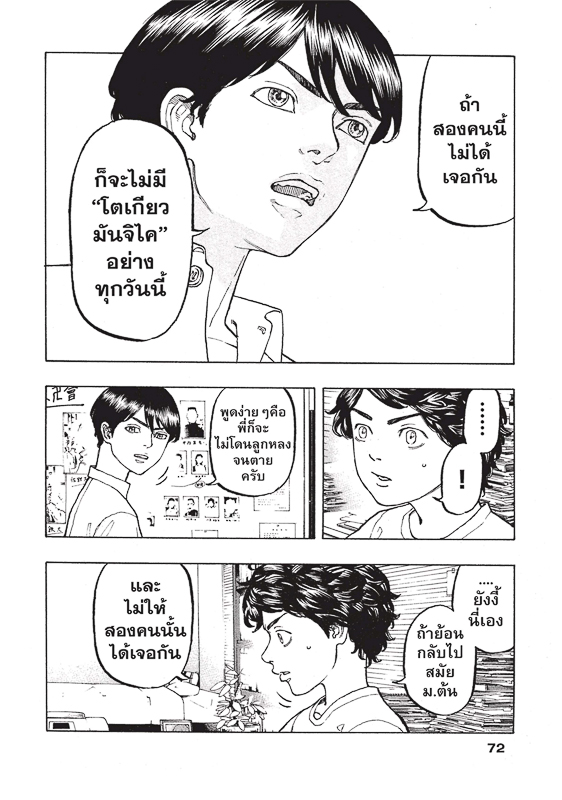 ถ้า
สองคนนี้
ไม่ได้
เจอกัน
ก็จะไม่มี
“โตเกียว
มันจิไค”
อย่าง
ทุกวันนี้
......
!
พูดง่าย ๆคือ
พี่ก็จะ
ไม่โดนลูกหลง
จนตาย
ครับ
卍會
....
ยังงี้
นี่เอง
ถ้าย้อน
กลับไป
สมัย
ม.ต้น
และ
ไม่ให้
สองคนนั้น
ได้เจอกัน
72